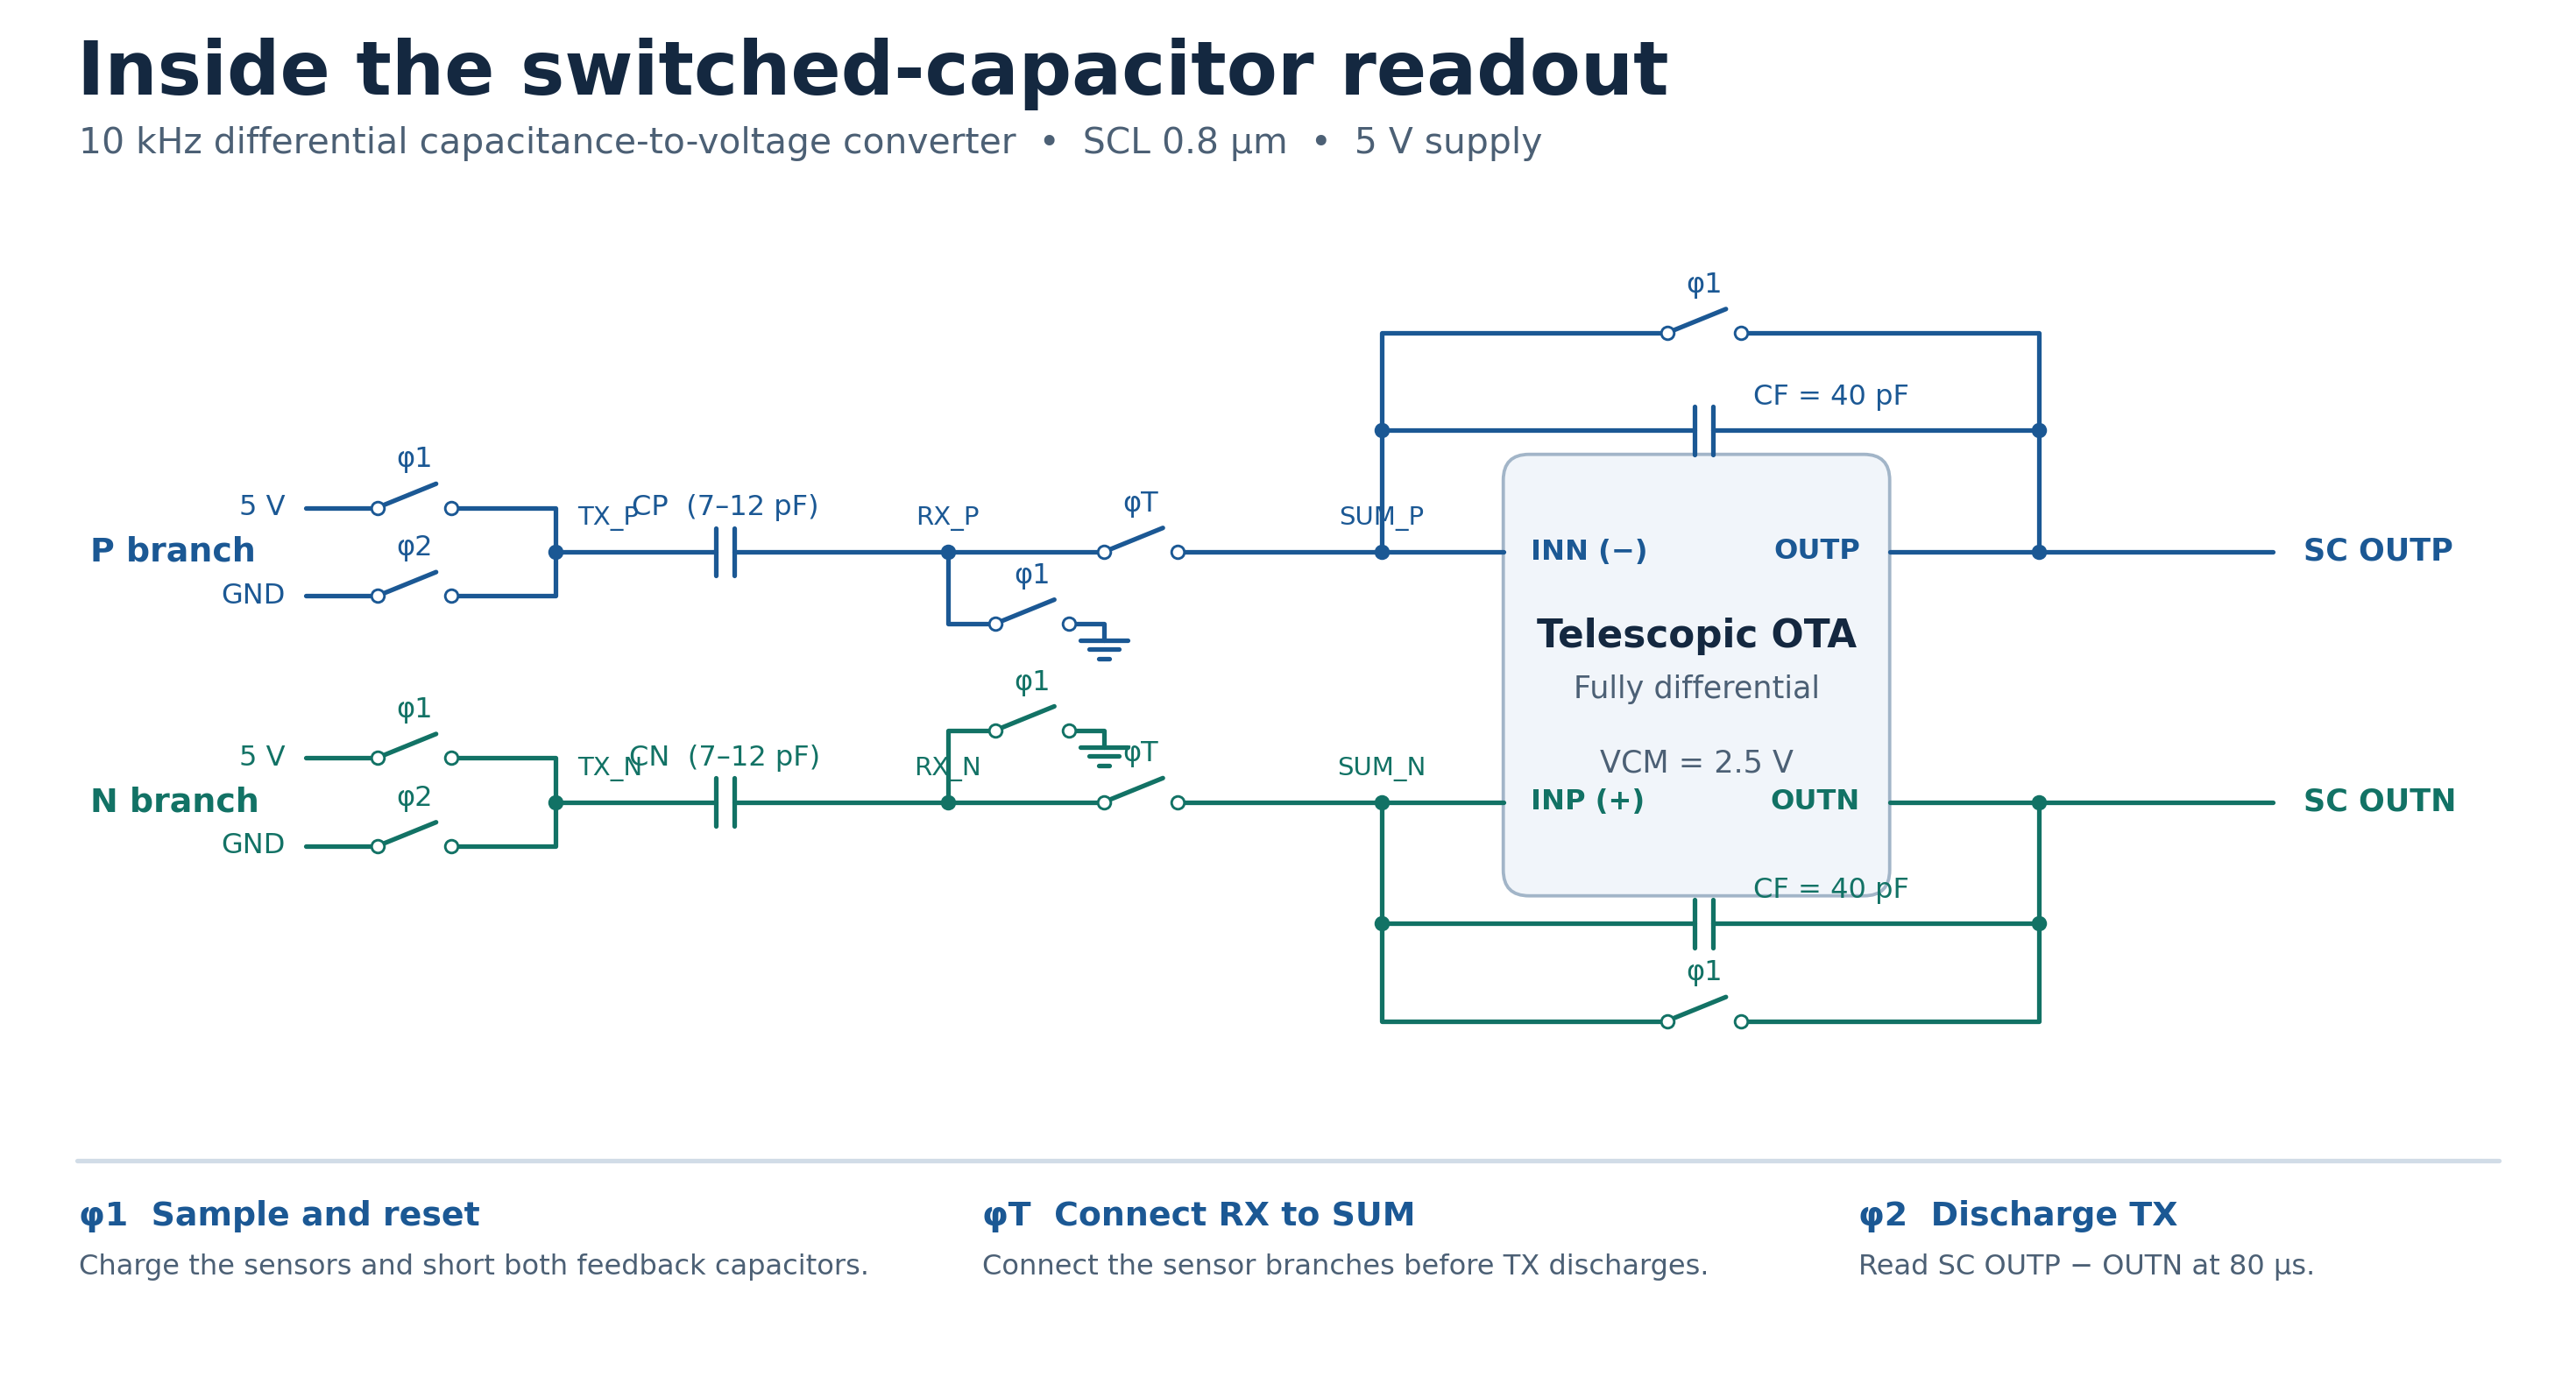 Inside the switched-capacitor readout
10 kHz differential capacitance-to-voltage converter • SCL 0.8 µm • 5 V supply
φ1
CF = 40 pF
φ1
5 V
TX_P
CP (7–12 pF)
RX_P
φT
SUM_P
P branch
φ2
GND
φ1
INN (−)
OUTP
SC OUTP
Telescopic OTA
Fully differential
VCM = 2.5 V
φ1
φ1
5 V
TX_N
CN (7–12 pF)
RX_N
φT
SUM_N
N branch
φ2
GND
INP (+)
OUTN
SC OUTN
CF = 40 pF
φ1
φ1 Sample and reset
Charge the sensors and short both feedback capacitors.
φT Connect RX to SUM
Connect the sensor branches before TX discharges.
φ2 Discharge TX
Read SC OUTP − OUTN at 80 µs.